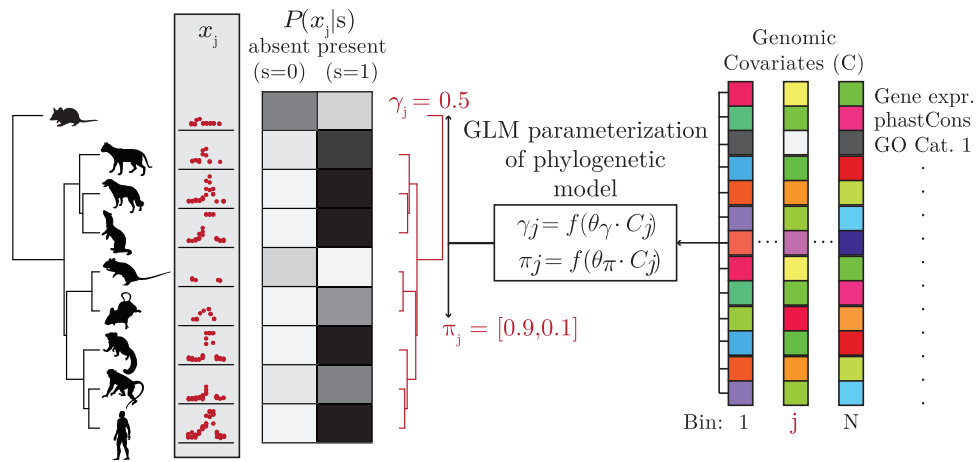 x_j
P(x_j|s)
absent present
(s=0) (s=1)
γ_j = 0.5
π_j = [0.9,0.1]
GLM parameterization
of phylogenetic
model
γj = f(θγ · Cj)
πj = f(θπ · Cj)
Genomic
Covariates (C)
Gene expr.
phastCons
GO Cat. 1
Bin: 1 j N